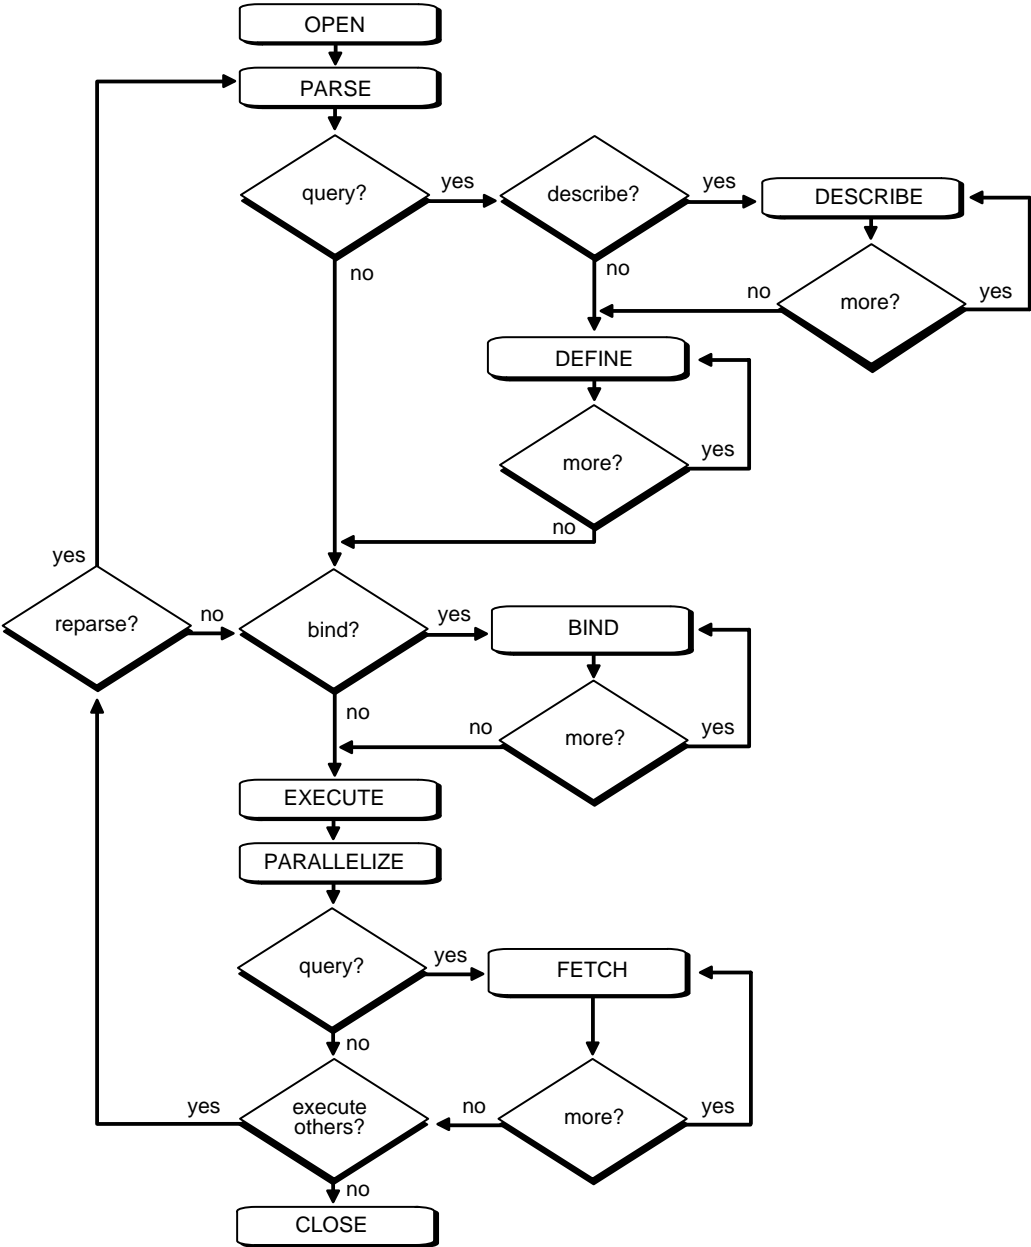 OPEN
PARSE
query?
yes
describe?
yes
DESCRIBE
no
no
more?
no
yes
DEFINE
more?
yes
no
yes
reparse?
no
bind?
yes
BIND
no
more?
no
yes
EXECUTE
PARALLELIZE
query?
yes
FETCH
no
yes
execute
others?
no
more?
yes
no
CLOSE